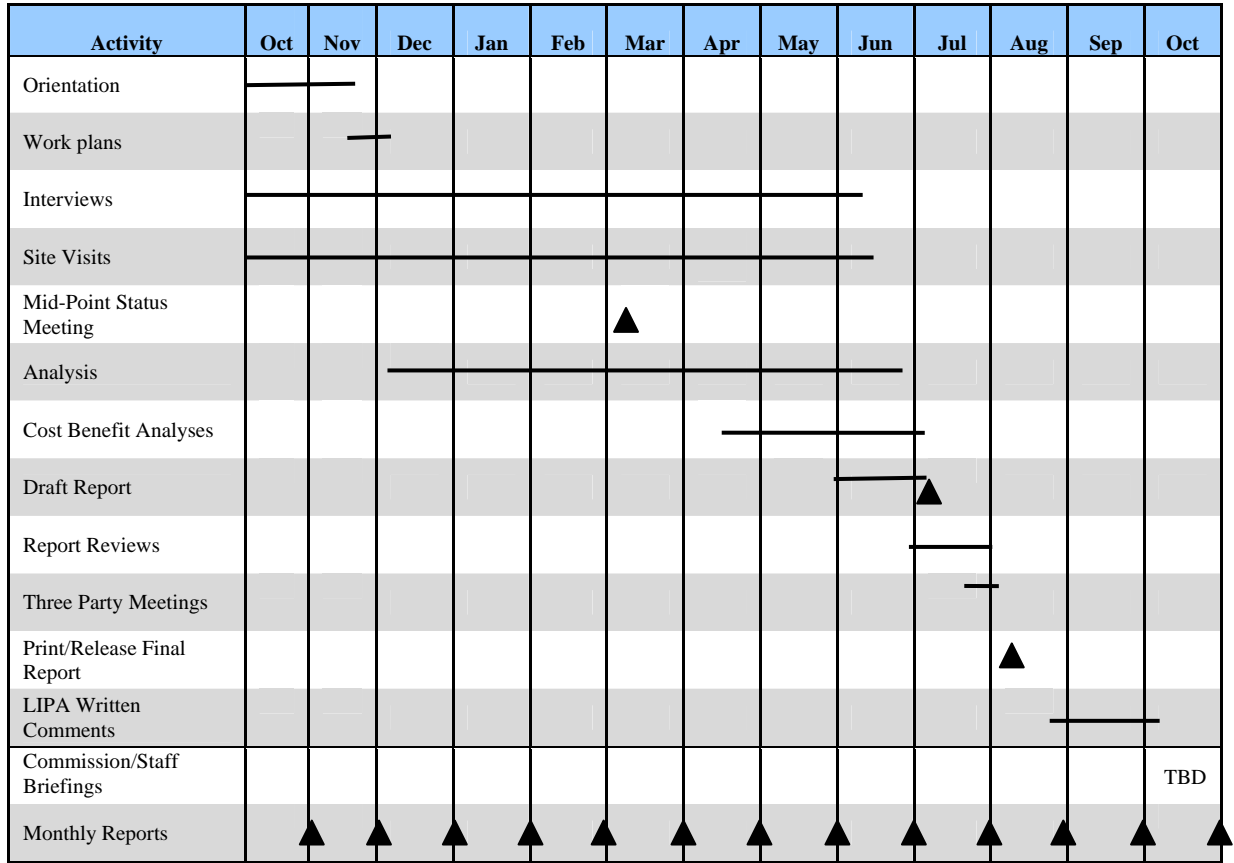 Activity Oct Nov Dec Jan Feb Mar Apr May Jun Jul Aug Sep Oct
Orientation
Work plans
Interviews
Site Visits
Mid-Point Status
Meeting
Analysis
Cost Benefit Analyses
Draft Report
Report Reviews
Three Party Meetings
Print/Release Final
Report
LIPA Written
Comments
Commission/Staff
Briefings
TBD
Monthly Reports